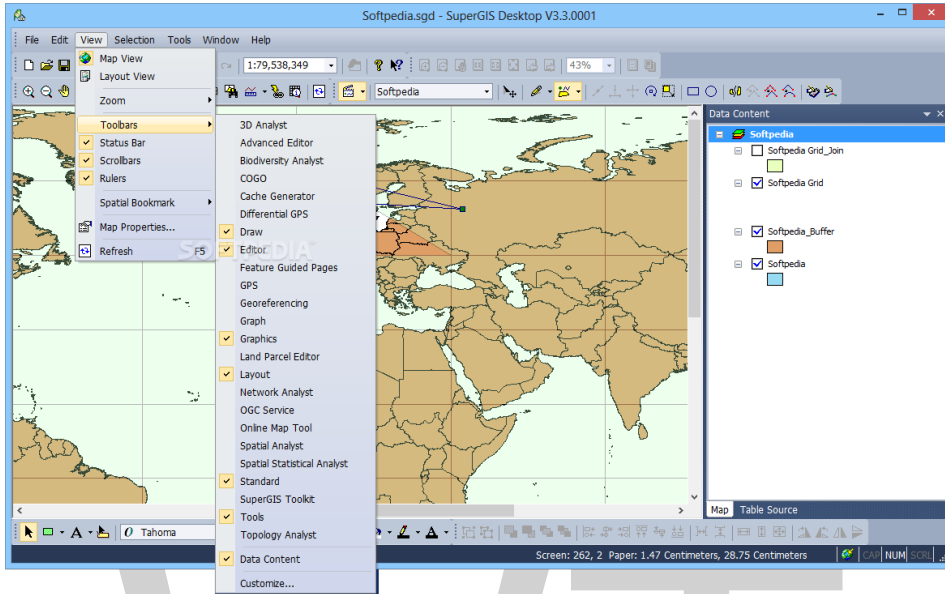 Softpedia.sgd - SuperGIS Desktop V3.3.0001
File Edit View Selection Tools Window Help
1:79,538,349
43%
Softpedia
Map View
Layout View
Zoom
Toolbars
Status Bar
Scrollbars
Rulers
Spatial Bookmark
Map Properties...
Refresh F5
3D Analyst
Advanced Editor
Biodiversity Analyst
COGO
Cache Generator
Differential GPS
Draw
Editor
Feature Guided Pages
GPS
Georeferencing
Graph
Graphics
Land Parcel Editor
Layout
Network Analyst
OGC Service
Online Map Tool
Spatial Analyst
Spatial Statistical Analyst
Standard
SuperGIS Toolkit
Tools
Topology Analyst
Data Content
Customize...
SOFTPEDIA
Data Content
Softpedia
Softpedia Grid_Join
Softpedia Grid
Softpedia_Buffer
Softpedia
Map Table Source
A Tahoma
A
Screen: 262, 2 Paper: 1.47 Centimeters, 28.75 Centimeters
CAP NUM SCRL